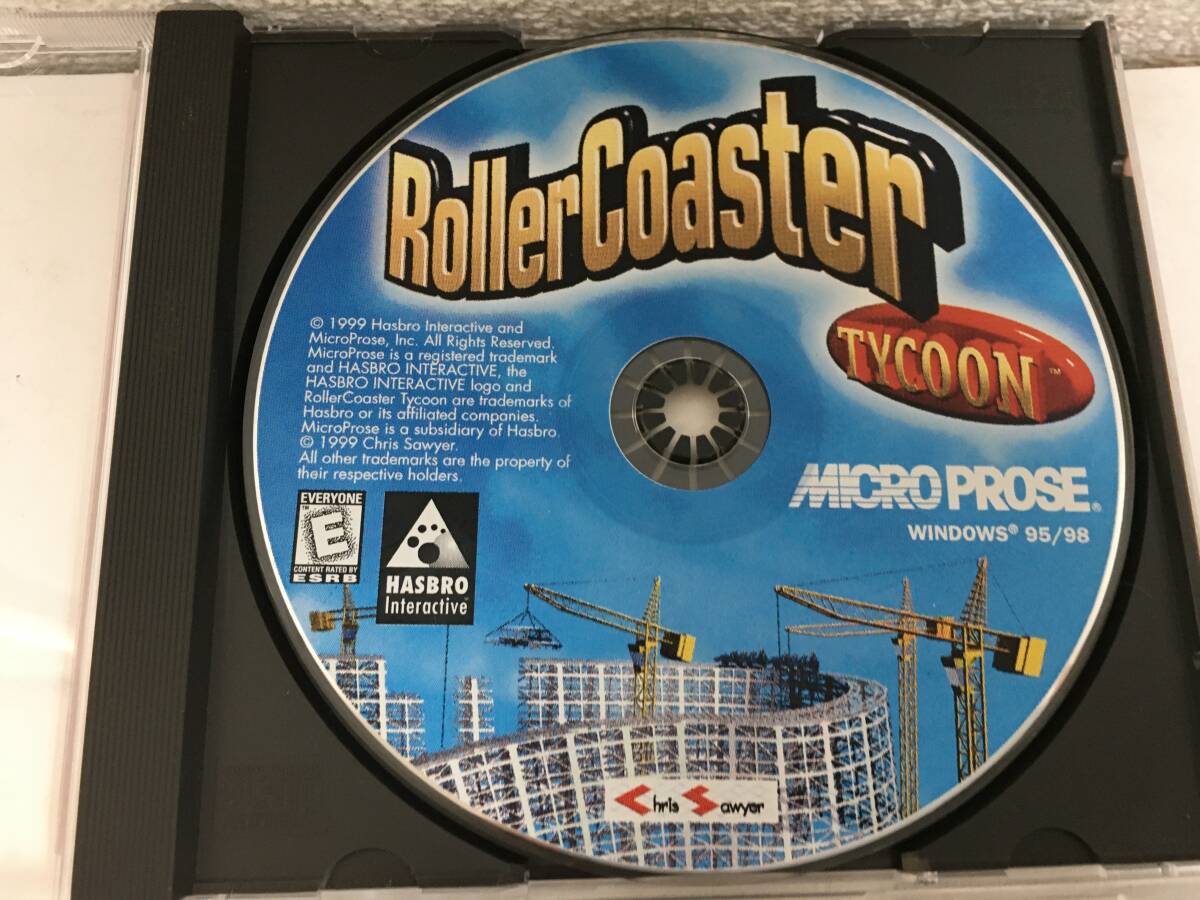 RollerCoaster
TYCOON™
© 1999 Hasbro Interactive and
MicroProse, Inc. All Rights Reserved.
MicroProse is a registered trademark
and HASBRO INTERACTIVE, the
HASBRO INTERACTIVE logo and
RollerCoaster Tycoon are trademarks of
Hasbro or its affiliated companies.
MicroProse is a subsidiary of Hasbro.
© 1999 Chris Sawyer.
All other trademarks are the property of
their respective holders.
MICROPROSE®
WINDOWS® 95/98
EVERYONE
™
E
CONTENT RATED BY
ESRB
HASBRO
Interactive™
Chris Sawyer